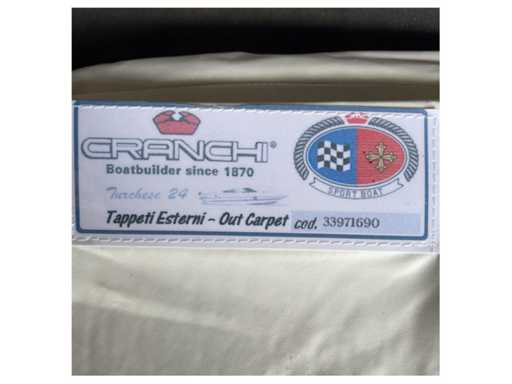 CRANCHI®
Boatbuilder since 1870
Turchese 24
Tappeti Esterni - Out Carpet cod. 33971690
SPORT BOAT